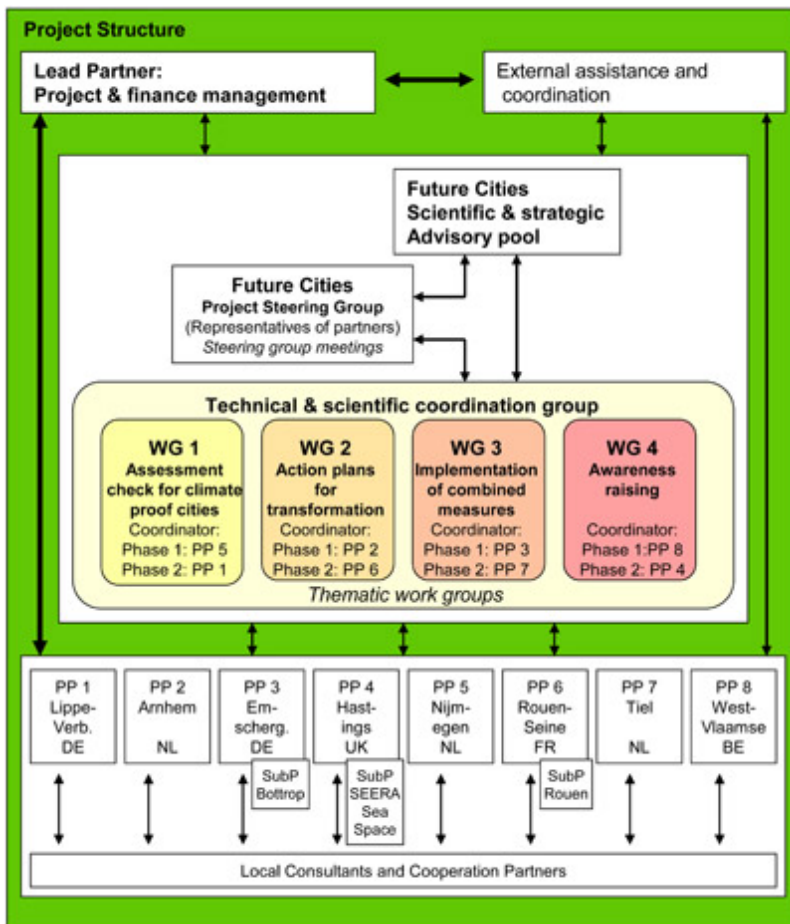 Project Structure
Lead Partner:
Project & finance management
External assistance and
coordination
Future Cities
Scientific & strategic
Advisory pool
Future Cities
Project Steering Group
(Representatives of partners)
Steering group meetings
Technical & scientific coordination group
WG 1
Assessment
check for climate
proof cities
Coordinator:
Phase 1: PP 5
Phase 2: PP 1
WG 2
Action plans
for
transformation
Coordinator:
Phase 1: PP 2
Phase 2: PP 6
WG 3
Implementation
of combined
measures
Coordinator:
Phase 1: PP 3
Phase 2: PP 7
WG 4
Awareness
raising
Coordinator:
Phase 1:PP 8
Phase 2: PP 4
Thematic work groups
PP 1
Lippe-
Verb.
DE
PP 2
Arnhem
NL
PP 3
Em-
scherg.
DE
SubP
Bottrop
PP 4
Hast-
ings
UK
SubP
SEERA
Sea
Space
PP 5
Nijm-
egen
NL
PP 6
Rouen-
Seine
FR
SubP
Rouen
PP 7
Tiel
NL
PP 8
West-
Vlaamse
BE
Local Consultants and Cooperation Partners